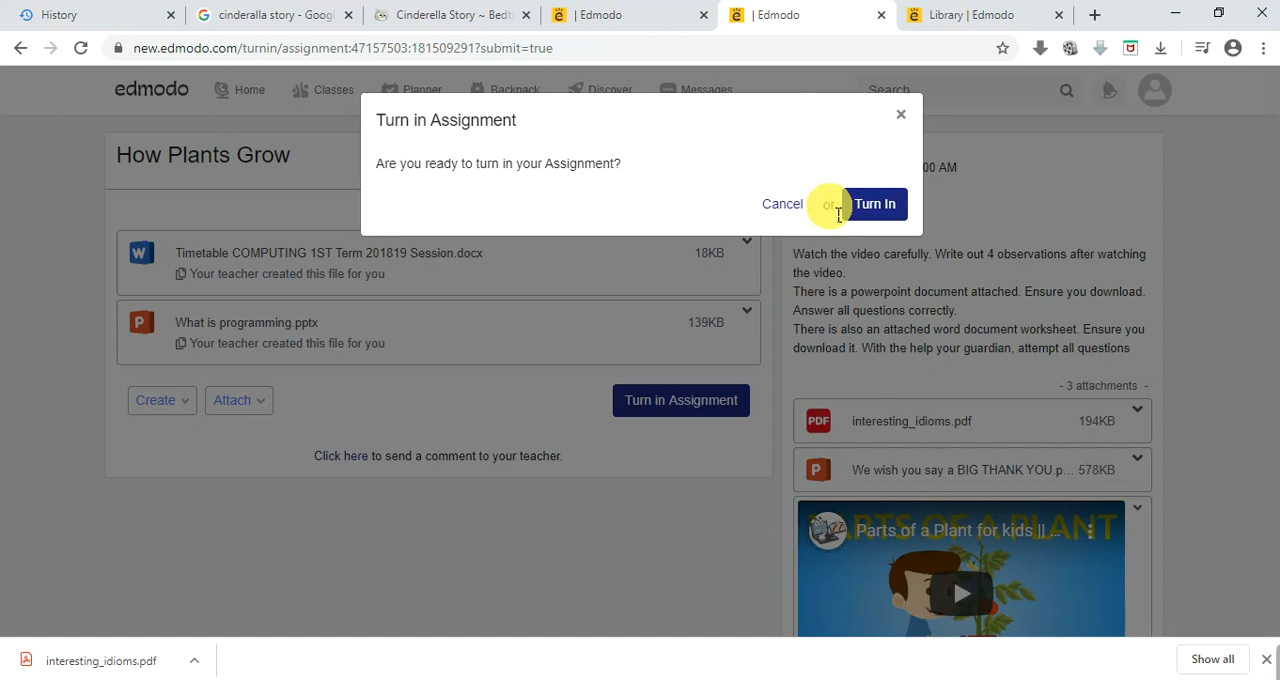 History
cinderalla story - Googl
Cinderella Story ~ Bedt
| Edmodo
| Edmodo
Library | Edmodo
new.edmodo.com/turnin/assignment:47157503:1815092917submit=true
edmodo
Home
Classes
Planner
Backpack
Discover
Messages
Search
Turn in Assignment
Are you ready to turn in your Assignment?
Cancel or Turn In
How Plants Grow
00 AM
Timetable COMPUTING 1ST Term 201819 Session.docx 18KB
Your teacher created this file for you
What is programming.pptx 139KB
Your teacher created this file for you
Create Attach Turn in Assignment
Click here to send a comment to your teacher.
Watch the video carefully. Write out 4 observations after watching
the video.
There is a powerpoint document attached. Ensure you download.
Answer all questions correctly.
There is also an attached word document worksheet. Ensure you
download it. With the help your guardian, attempt all questions
- 3 attachments -
PDF interesting_idioms.pdf 194KB
We wish you say a BIG THANK YOU.p... 578KB
PARTS OF A PLANT
Parts of a Plant for kids || ...
interesting_idioms.pdf
Show all